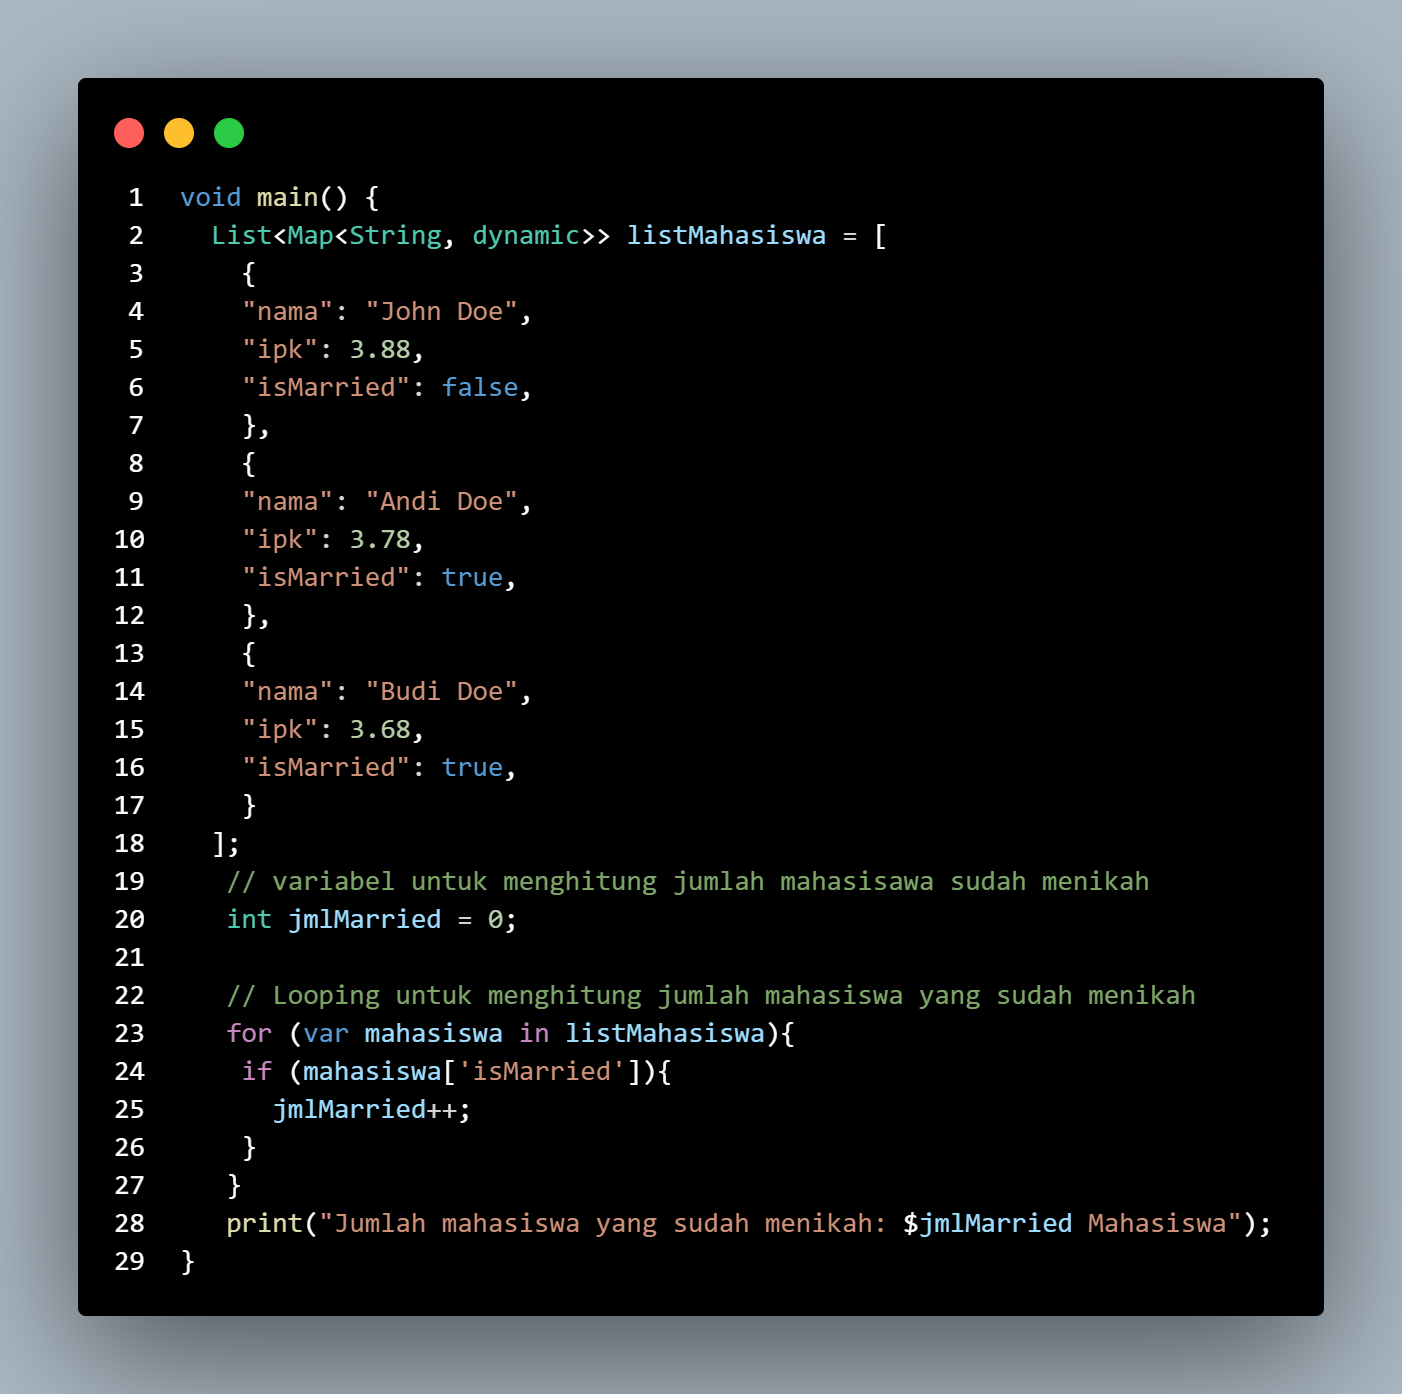 1 void main() {
2   List<Map<String, dynamic>> listMahasiswa = [
3     {
4     "nama": "John Doe",
5     "ipk": 3.88,
6     "isMarried": false,
7     },
8     {
9     "nama": "Andi Doe",
10     "ipk": 3.78,
11     "isMarried": true,
12     },
13     {
14     "nama": "Budi Doe",
15     "ipk": 3.68,
16     "isMarried": true,
17     }
18   ];
19    // variabel untuk menghitung jumlah mahasisawa sudah menikah
20    int jmlMarried = 0;
21
22    // Looping untuk menghitung jumlah mahasiswa yang sudah menikah
23    for (var mahasiswa in listMahasiswa){
24     if (mahasiswa['isMarried']){
25       jmlMarried++;
26     }
27    }
28    print("Jumlah mahasiswa yang sudah menikah: $jmlMarried Mahasiswa");
29 }